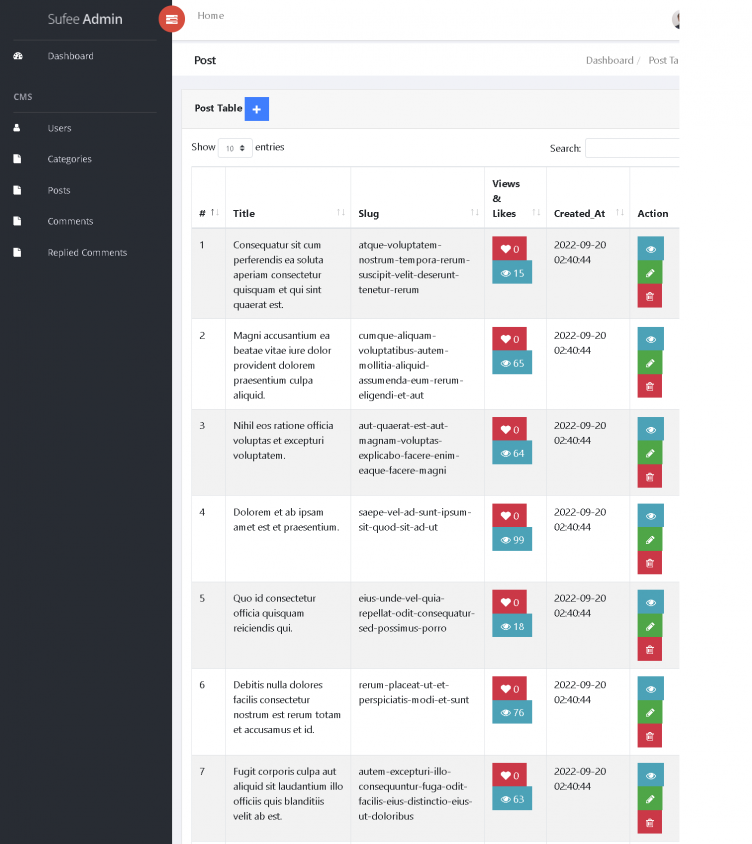 Sufee Admin
Home
Dashboard
Post
Dashboard / Post Ta
CMS
Post Table
Users
Show 10 entries
Search:
Categories
Posts
Comments
Replied Comments
# Title Slug Views & Likes Created_At Action
1
Consequatur sit cum
perferendis ea soluta
aperiam consectetur
quisquam et qui sint
quaerat est.
atque-voluptatem-
nostrum-tempora-rerum-
suscipit-velit-deserunt-
tenetur-rerum
0
15
2022-09-20
02:40:44
2
Magni accusantium ea
beatae vitae iure dolor
provident dolorem
praesentium culpa
aliquid.
cumque-aliquam-
voluptatibus-autem-
mollitia-aliquid-
assumenda-eum-rerum-
eligendi-et-aut
0
65
2022-09-20
02:40:44
3
Nihil eos ratione officia
voluptas et excepturi
voluptatem.
aut-quaerat-est-aut-
magnam-voluptas-
explicabo-facere-enim-
eaque-facere-magni
0
64
2022-09-20
02:40:44
4
Dolorem et ab ipsam
amet est et praesentium.
saepe-vel-ad-sunt-ipsum-
sit-quod-sit-ad-ut
0
99
2022-09-20
02:40:44
5
Quo id consectetur
officia quisquam
reiciendis qui.
eius-unde-vel-quia-
repellat-odit-consequatur-
sed-possimus-porro
0
18
2022-09-20
02:40:44
6
Debitis nulla dolores
facilis consectetur
nostrum est rerum totam
et accusamus et id.
rerum-placeat-ut-et-
perspiciatis-modi-et-sunt
0
76
2022-09-20
02:40:44
7
Fugit corporis culpa aut
aliquid sit laudantium illo
officiis quis blanditiis
velit ab est.
autem-excepturi-illo-
consequuntur-fuga-odit-
facilis-eius-distinctio-eius-
ut-doloribus
0
63
2022-09-20
02:40:44